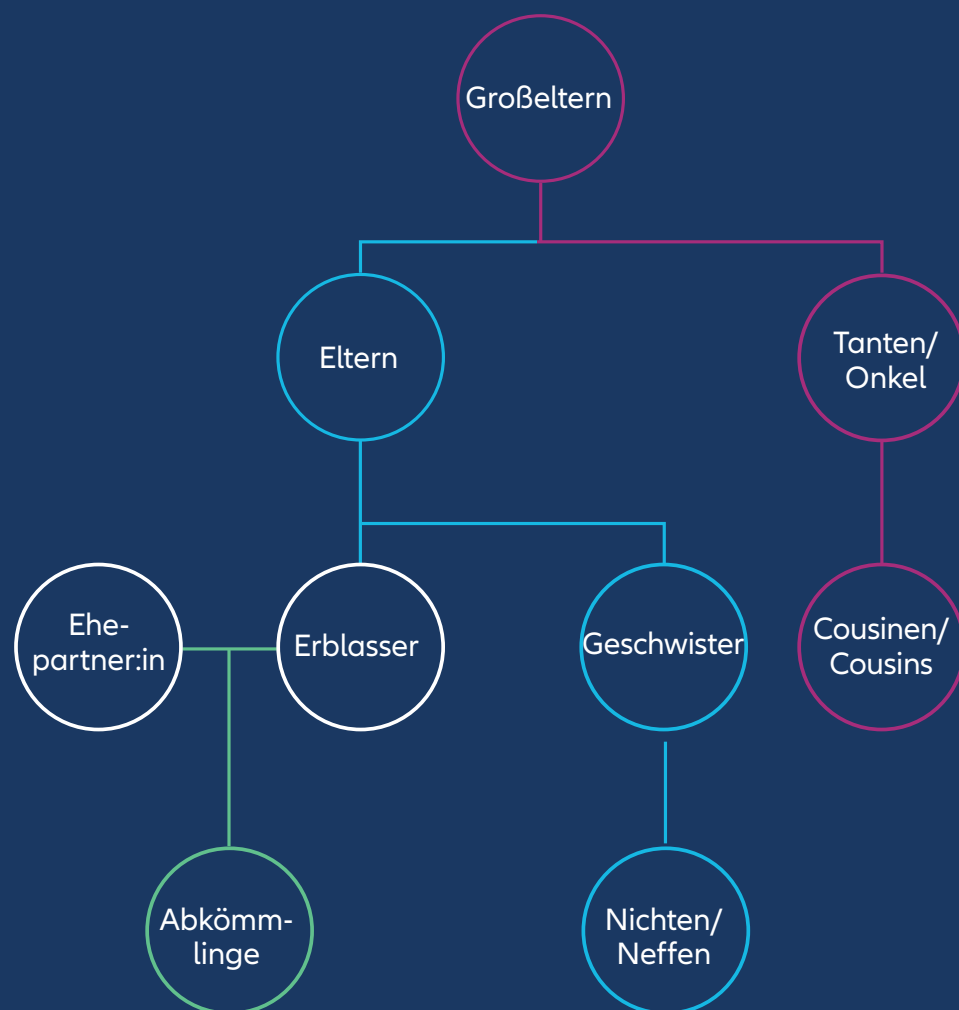 Großeltern
Eltern
Tanten/
Onkel
Ehe-
partner:in
Erblasser
Geschwister
Cousinen/
Cousins
Abkömm-
linge
Nichten/
Neffen